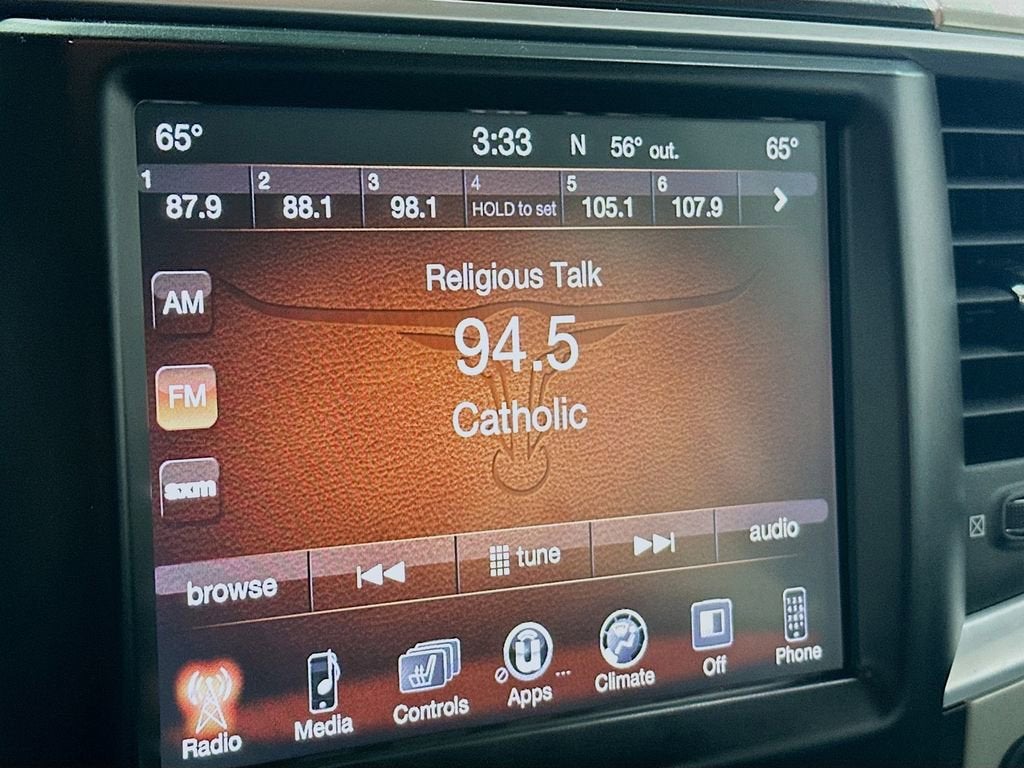 65° 3:33 N 56° out. 65°
1 2 3 4 5 6
87.9 88.1 98.1 HOLD to set 105.1 107.9
Religious Talk
AM
94.5
FM
Catholic
sxm
browse tune audio
Radio Media Controls Apps ... Climate Off Phone